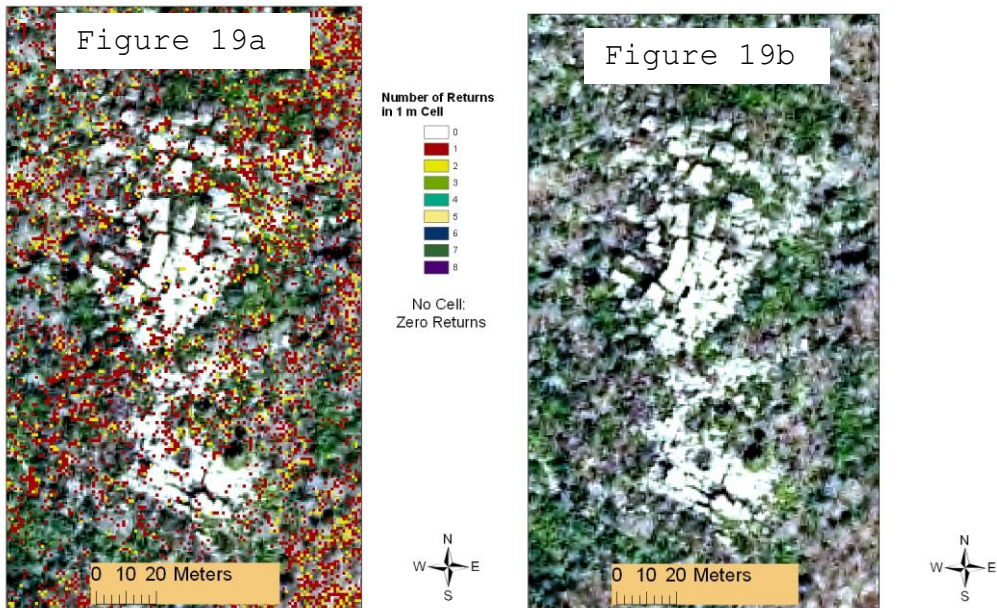 Figure 19a
Number of Returns
in 1 m Cell
0
1
2
3
4
5
6
7
8
No Cell:
Zero Returns
N
W E
S
0 10 20 Meters
Figure 19b
N
W E
S
0 10 20 Meters